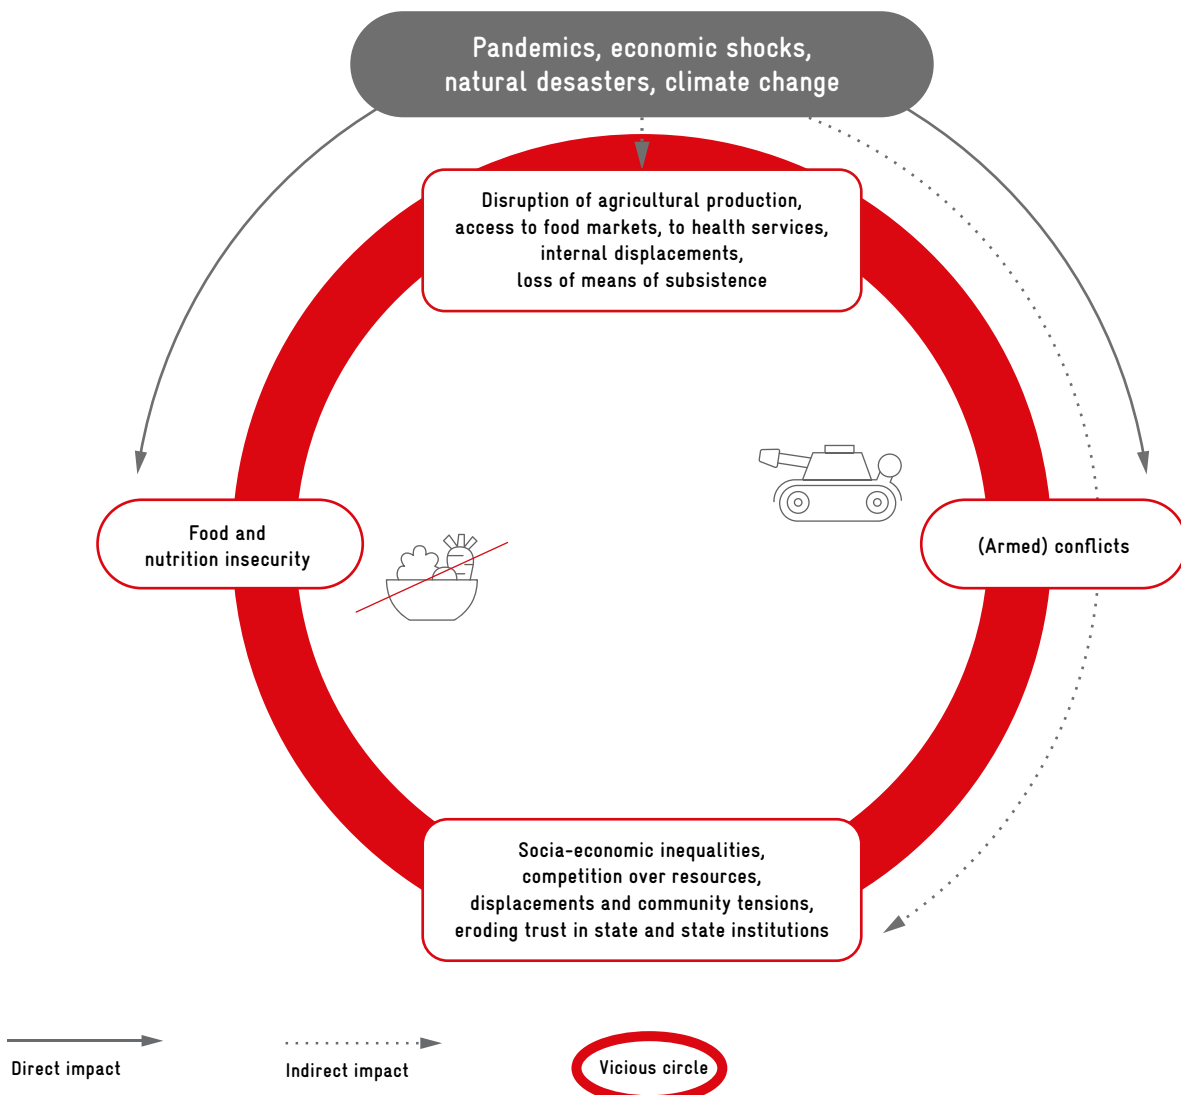 Pandemics, economic shocks,
natural desasters, climate change
Disruption of agricultural production,
access to food markets, to health services,
internal displacements,
loss of means of subsistence
Food and
nutrition insecurity
(Armed) conflicts
Socia-economic inequalities,
competition over resources,
displacements and community tensions,
eroding trust in state and state institutions
Direct impact
Indirect impact
Vicious circle